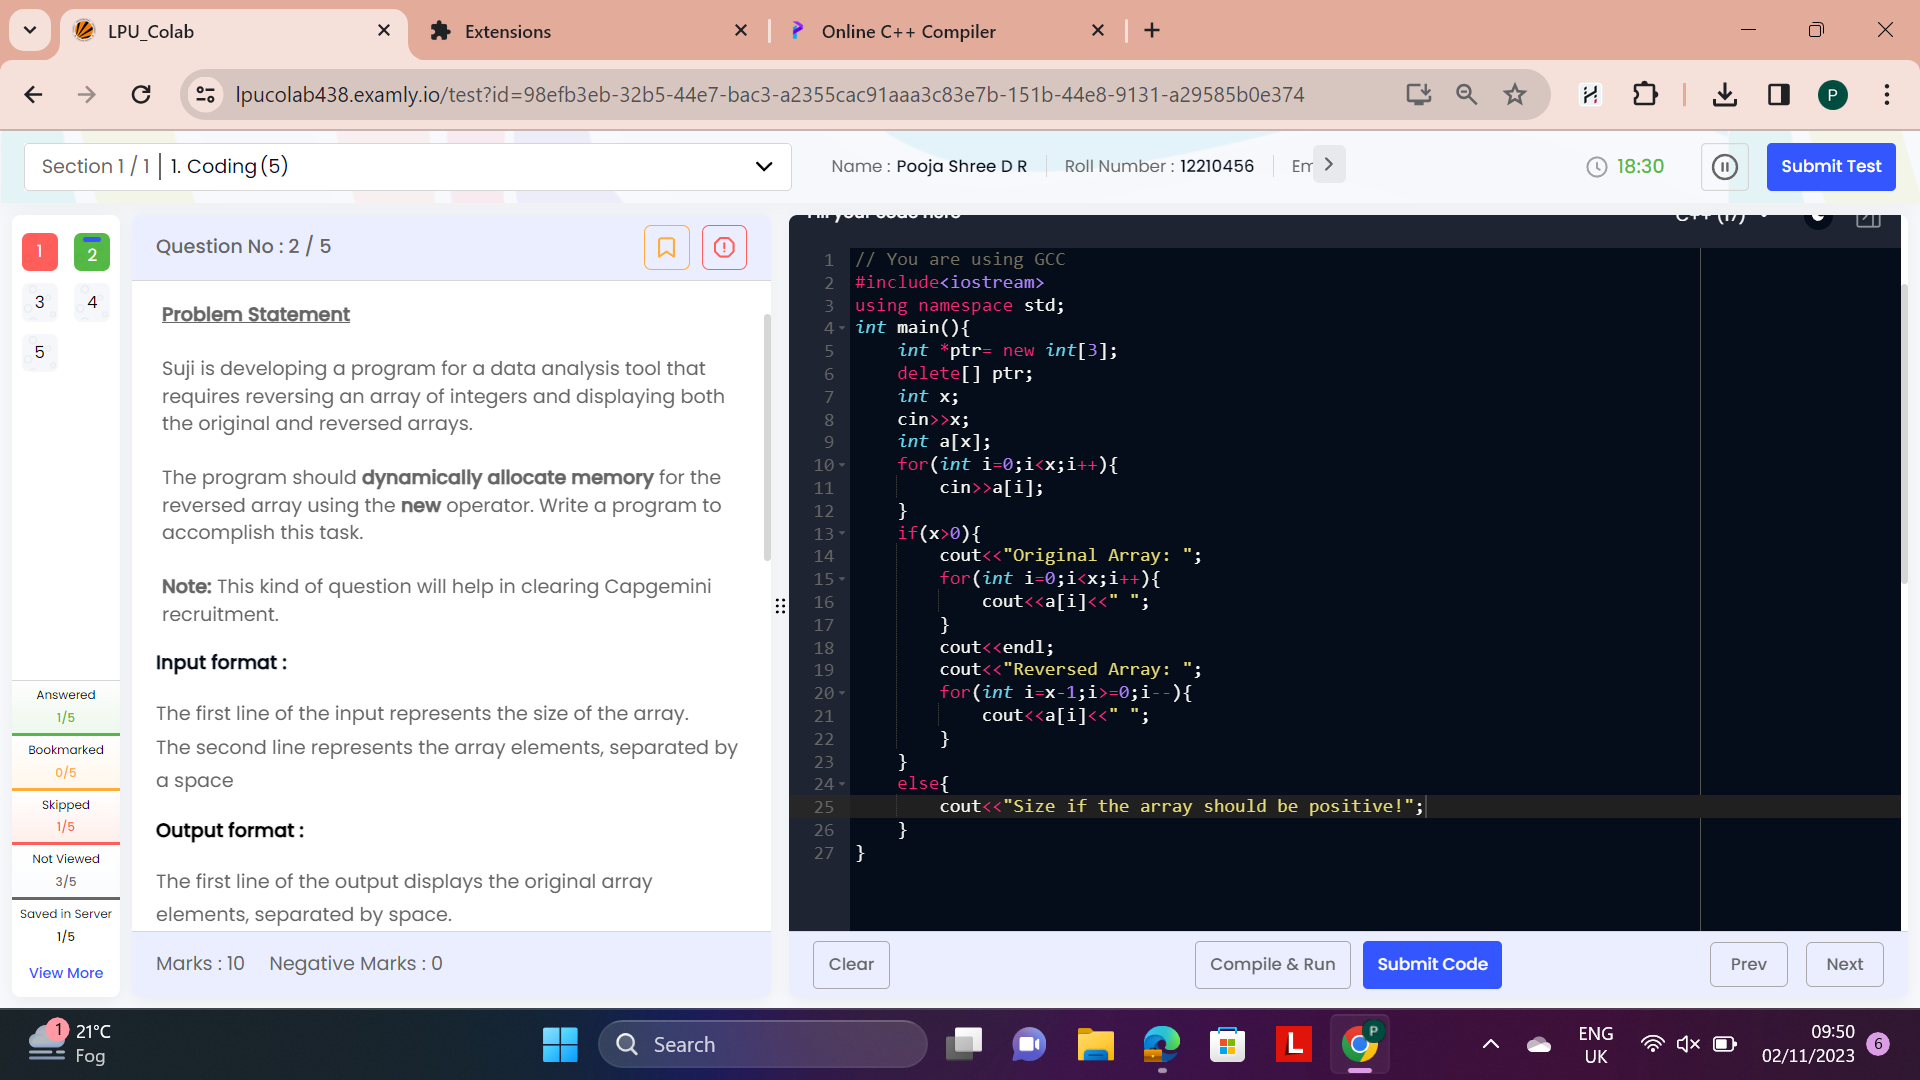 LPU_Colab
Extensions
Online C++ Compiler
lpucolab438.examly.io/test?id=98efb3eb-32b5-44e7-bac3-a2355cac91aaa3c83e7b-151b-44e8-9131-a29585b0e374
P
Section 1 / 1 | 1. Coding (5)
Name : Pooja Shree D R
Roll Number : 12210456
Em
18:30
Submit Test
1
2
3
4
5
Answered
1/5
Bookmarked
0/5
Skipped
1/5
Not Viewed
3/5
Saved in Server
1/5
View More
Question No : 2 / 5
Problem Statement
Suji is developing a program for a data analysis tool that
requires reversing an array of integers and displaying both
the original and reversed arrays.
The program should dynamically allocate memory for the
reversed array using the new operator. Write a program to
accomplish this task.
Note: This kind of question will help in clearing Capgemini
recruitment.
Input format :
The first line of the input represents the size of the array.
The second line represents the array elements, separated by
a space
Output format :
The first line of the output displays the original array
elements, separated by space.
Marks : 10
Negative Marks : 0
Fill your code here
C++ (17)
1 // You are using GCC
2 #include<iostream>
3 using namespace std;
4 int main(){
5 int *ptr= new int[3];
6 delete[] ptr;
7 int x;
8 cin>>x;
9 int a[x];
10 for(int i=0;i<x;i++){
11 cin>>a[i];
12 }
13 if(x>0){
14 cout<<"Original Array: ";
15 for(int i=0;i<x;i++){
16 cout<<a[i]<<" ";
17 }
18 cout<<endl;
19 cout<<"Reversed Array: ";
20 for(int i=x-1;i>=0;i--){
21 cout<<a[i]<<" ";
22 }
23 }
24 else{
25 cout<<"Size if the array should be positive!";
26 }
27 }
Clear
Compile & Run
Submit Code
Prev
Next
1
21°C
Fog
Search
L
P
ENG
UK
09:50
02/11/2023
6